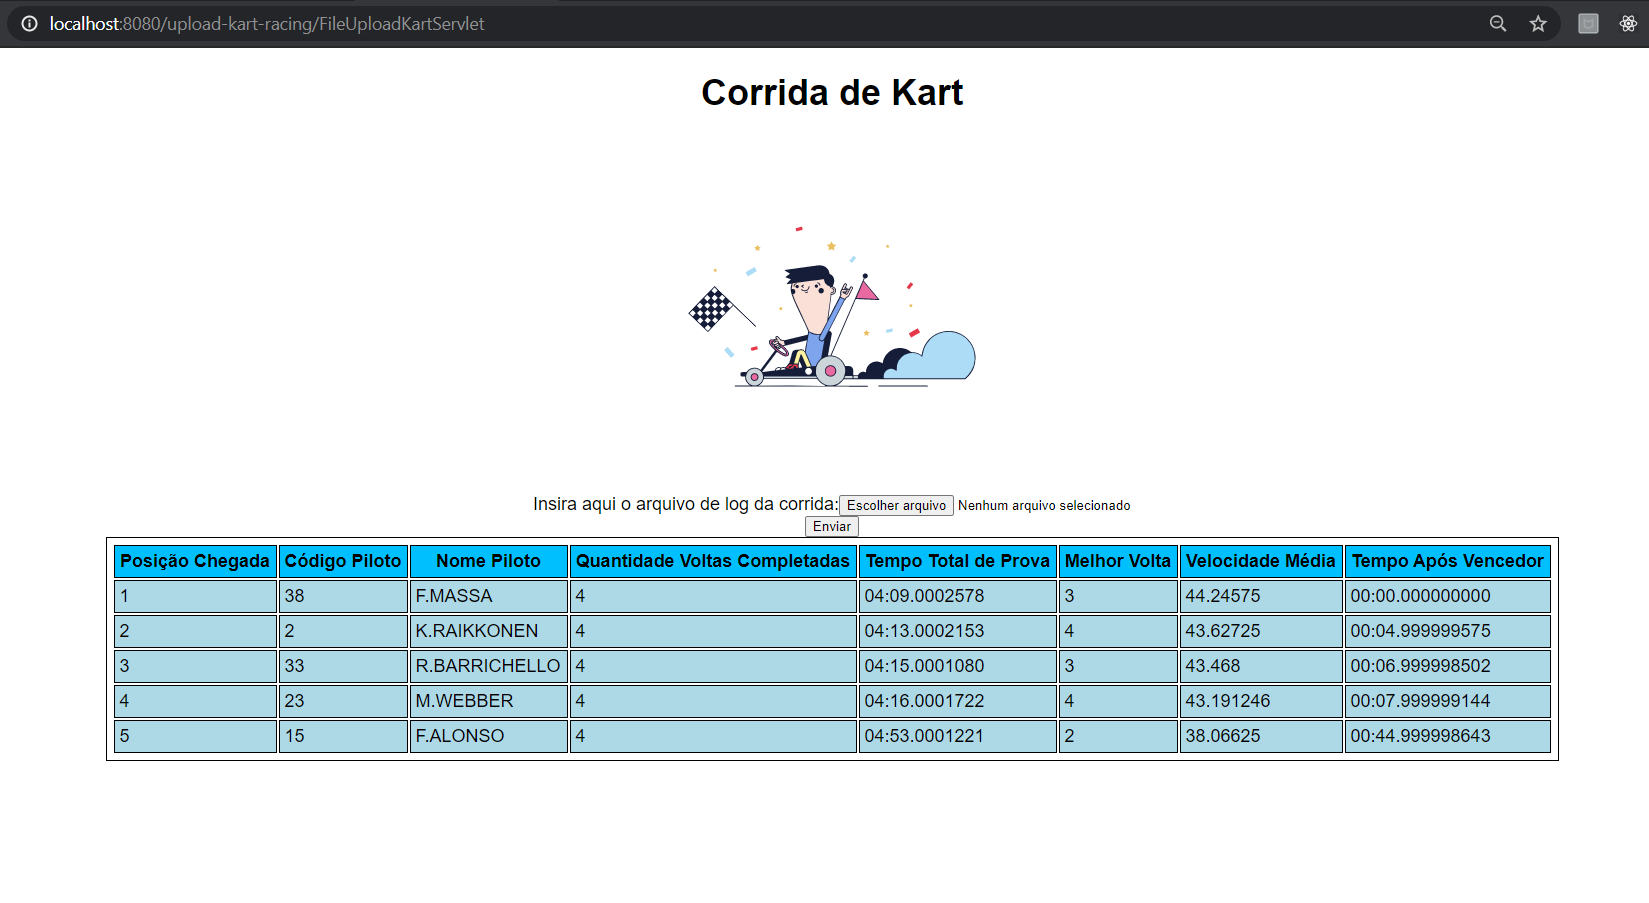 localhost:8080/upload-kart-racing/FileUploadKartServlet
Corrida de Kart
Insira aqui o arquivo de log da corrida: Escolher arquivo Nenhum arquivo selecionado
Enviar
Posição Chegada Código Piloto Nome Piloto Quantidade Voltas Completadas Tempo Total de Prova Melhor Volta Velocidade Média Tempo Após Vencedor
1 38 F.MASSA 4 04:09.0002578 3 44.24575 00:00.000000000
2 2 K.RAIKKONEN 4 04:13.0002153 4 43.62725 00:04.999999575
3 33 R.BARRICHELLO 4 04:15.0001080 3 43.468 00:06.999998502
4 23 M.WEBBER 4 04:16.0001722 4 43.191246 00:07.999999144
5 15 F.ALONSO 4 04:53.0001221 2 38.06625 00:44.999998643